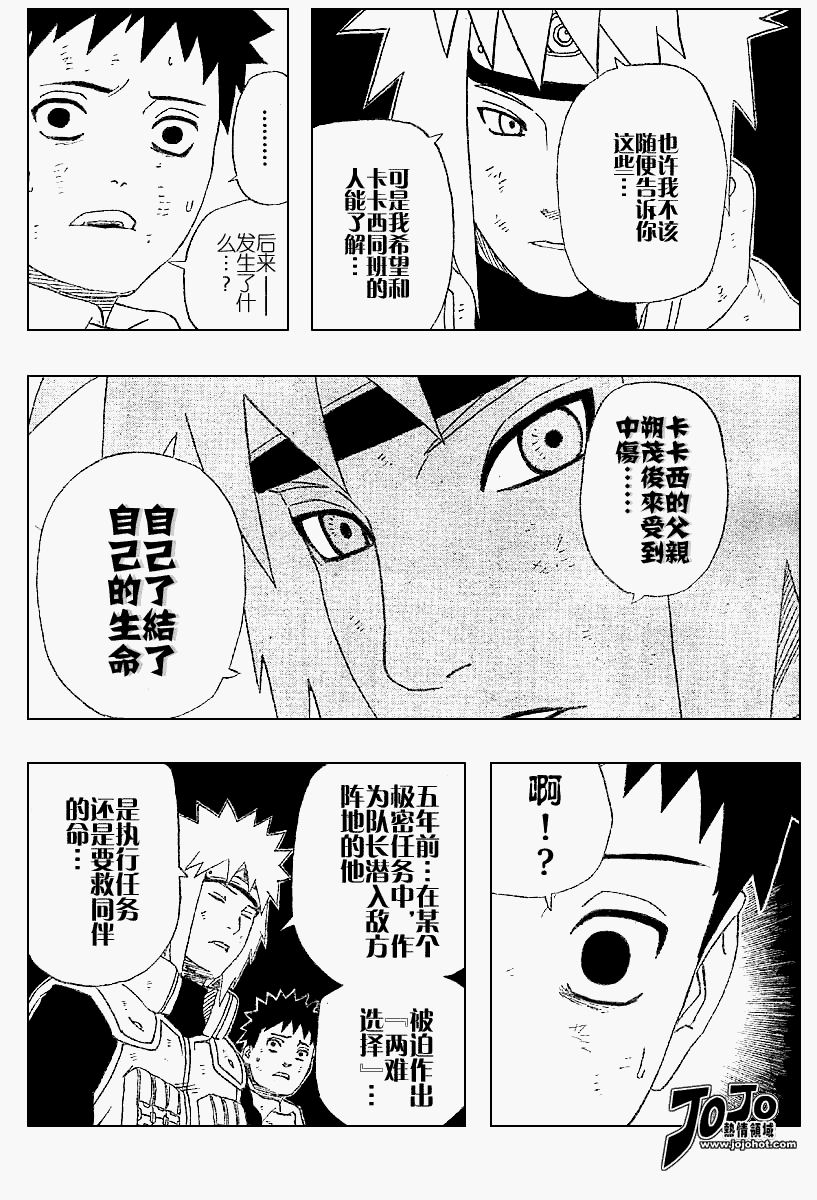 也许我不该
随便告诉你
这些…
可是我希望和
卡卡西同班的
人能了解…
………
后来——
发生了什
么…？
卡卡西的父親
朔茂後來受到
中傷……
自己了結了
自己的生命
啊！？
五年前…在某个
极密任务中，作
为队长潜入敌方
阵地的他
被迫作出
『两难
选择』…
是执行任务
还是要救同伴
的命…
JOJO
熱情領域
www.jojohot.com